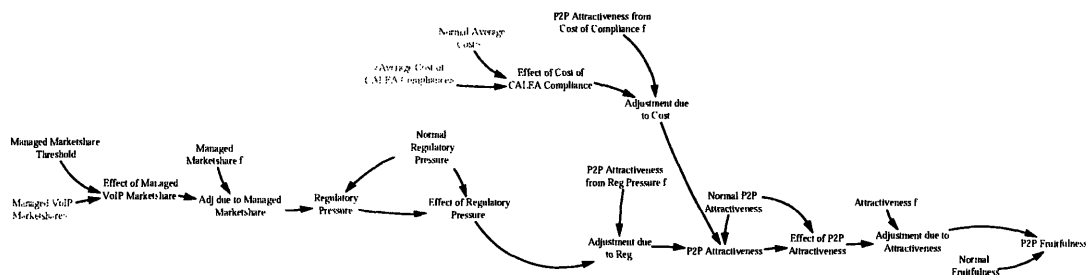 P2P Attractiveness from
Cost of Compliance f
Normal Average
Costs
<Average Cost of
CALEA Compliances>
Effect of Cost of
CALEA Compliance
Adjustment due
to Cost
Managed Marketshare
Threshold
Managed
Marketshare f
Normal
Regulatory
Pressure
P2P Attractiveness
from Reg Pressure f
Effect of Managed
VoIP Marketshare
Managed VoIP
Marketshares
Adj due to Managed
Marketshare
Regulatory
Pressure
Effect of Regulatory
Pressure
Normal P2P
Attractiveness
Attractiveness f
Adjustment due
to Reg
P2P Attractiveness
Effect of P2P
Attractiveness
Adjustment due to
Attractiveness
P2P Fruitfulness
Normal
Fruitfulness